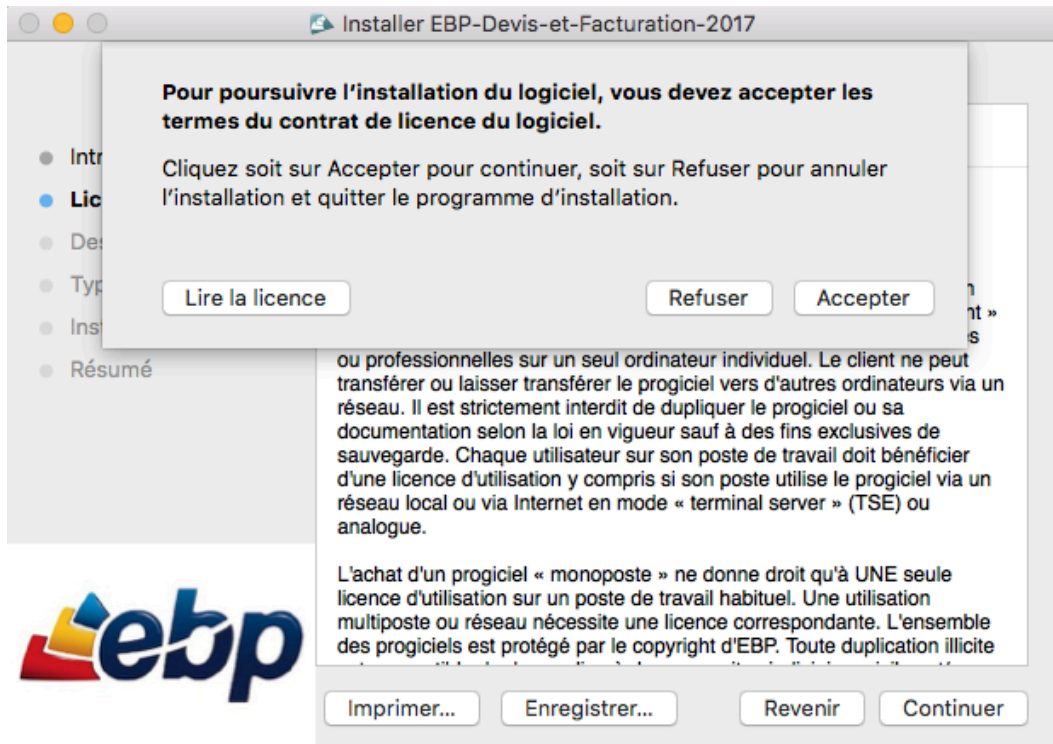 Installer EBP-Devis-et-Facturation-2017
Pour poursuivre l'installation du logiciel, vous devez accepter les
termes du contrat de licence du logiciel.
Cliquez soit sur Accepter pour continuer, soit sur Refuser pour annuler
l'installation et quitter le programme d'installation.
Lire la licence
Refuser
Accepter
Intr
Lic
Des
Typ
Inst
Résumé
nt »
ou professionnelles sur un seul ordinateur individuel. Le client ne peut
transférer ou laisser transférer le progiciel vers d'autres ordinateurs via un
réseau. Il est strictement interdit de dupliquer le progiciel ou sa
documentation selon la loi en vigueur sauf à des fins exclusives de
sauvegarde. Chaque utilisateur sur son poste de travail doit bénéficier
d'une licence d'utilisation y compris si son poste utilise le progiciel via un
réseau local ou via Internet en mode « terminal server » (TSE) ou
analogue.
L'achat d'un progiciel « monoposte » ne donne droit qu'à UNE seule
licence d'utilisation sur un poste de travail habituel. Une utilisation
multiposte ou réseau nécessite une licence correspondante. L'ensemble
des progiciels est protégé par le copyright d'EBP. Toute duplication illicite
ebp
Imprimer...
Enregistrer...
Revenir
Continuer